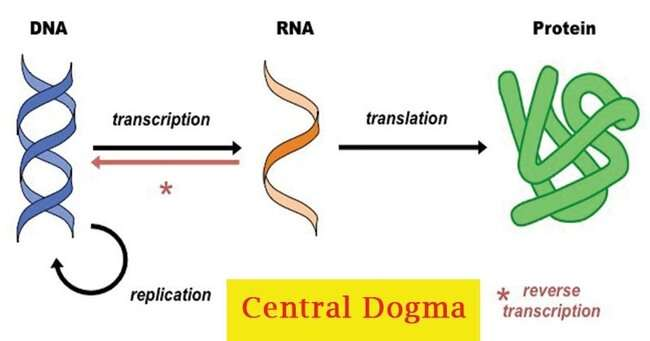 DNA
RNA
Protein
transcription
translation
*
replication
Central Dogma
* reverse
transcription